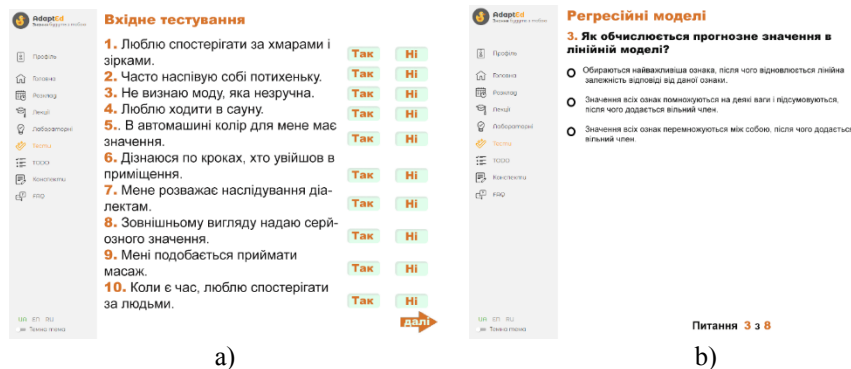 AdaptEd
Профіль
Головна
Розклад
Лекції
Лабораторні
Тести
TODO
Конспекти
FAQ
UA EN RU
Темна тема
Вхідне тестування
1. Люблю спостерігати за хмарами і
зірками.
Так Ні
2. Часто наспівую собі потихеньку.
Так Ні
3. Не визнаю моду, яка незручна.
Так Ні
4. Люблю ходити в сауну.
Так Ні
5.. В автомашині колір для мене має
значення.
Так Ні
6. Дізнаюся по кроках, хто увійшов в
приміщення.
Так Ні
7. Мене розважає наслідування діа-
лектам.
Так Ні
8. Зовнішньому вигляду надаю серй-
озного значення.
Так Ні
9. Мені подобається приймати
масаж.
Так Ні
10. Коли є час, люблю спостерігати
за людьми.
Так Ні
далі
a)
AdaptEd
Профіль
Головна
Розклад
Лекції
Лабораторні
Тести
TODO
Конспекти
FAQ
UA EN RU
Темна тема
Регресійні моделі
3. Як обчислюється прогнозне значення в
лінійній моделі?
Обираються найважливіша ознака, після чого відновлюється лінійна
залежність відповіді від даної ознаки.
Значення всіх ознак помножуються на деякі ваги і підсумовуються,
після чого додається вільний член.
Значення всіх ознак перемножуються між собою, після чого додається
вільний член.
Питання 3 з 8
b)